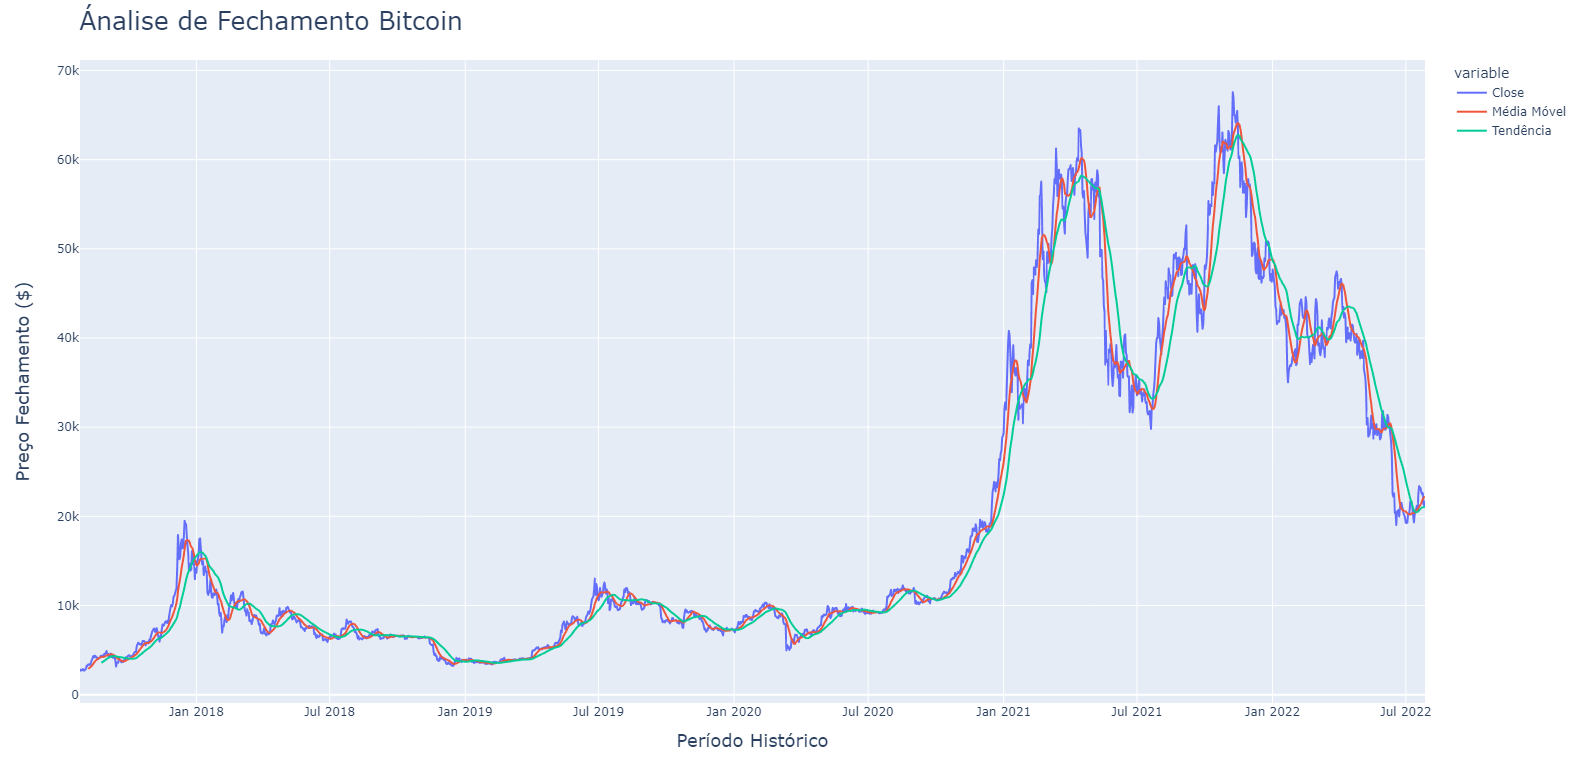 Ánalise de Fechamento Bitcoin
variable
Close
Média Móvel
Tendência
Preço Fechamento ($)
70k
60k
50k
40k
30k
20k
10k
0
Jan 2018
Jul 2018
Jan 2019
Jul 2019
Jan 2020
Jul 2020
Jan 2021
Jul 2021
Jan 2022
Jul 2022
Período Histórico